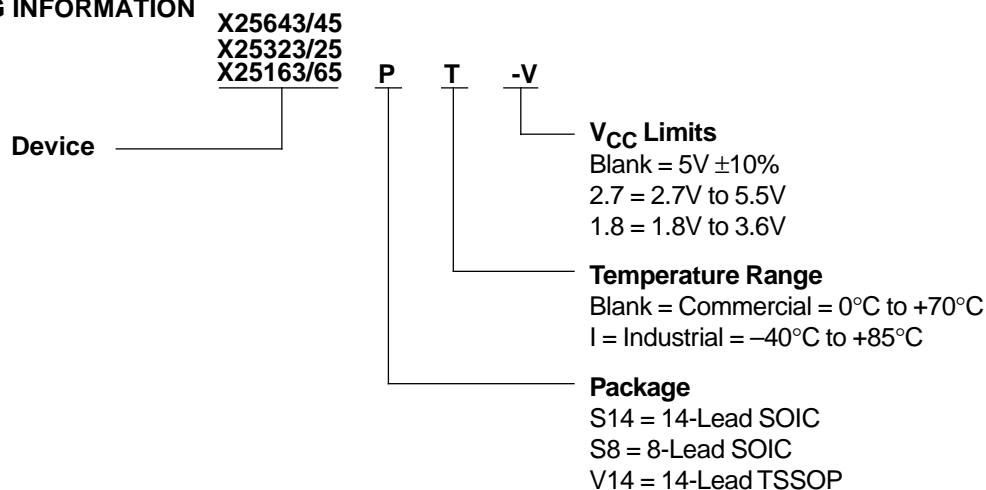 G INFORMATION
X25643/45
X25323/25
X25163/65 P T -V
Device
VCC Limits
Blank = 5V ±10%
2.7 = 2.7V to 5.5V
1.8 = 1.8V to 3.6V
Temperature Range
Blank = Commercial = 0°C to +70°C
I = Industrial = –40°C to +85°C
Package
S14 = 14-Lead SOIC
S8 = 8-Lead SOIC
V14 = 14-Lead TSSOP